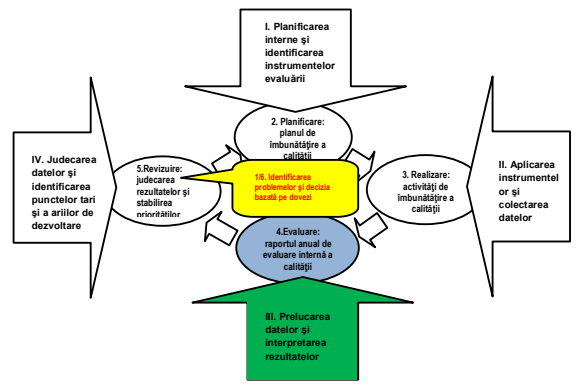 I. Planificarea
interne şi
identificarea
instrumentelor
evaluării
2. Planificare:
planul de
îmbunătăţire a
calităţii
IV. Judecarea
datelor şi
identificarea
punctelor tari
şi a ariilor de
dezvoltare
5.Revizuire:
judecarea
rezultatelor şi
stabilirea
priorităţilor
1/6. Identificarea
problemelor şi decizia
bazată pe dovezi
3. Realizare:
activităţi de
îmbunătăţire a
calităţii
II. Aplicarea
instrumentel
or şi
colectarea
datelor
4.Evaluare:
raportul anual de
evaluare internă a
calităţii
III. Prelucarea
datelor şi
interpretarea
rezultatelor